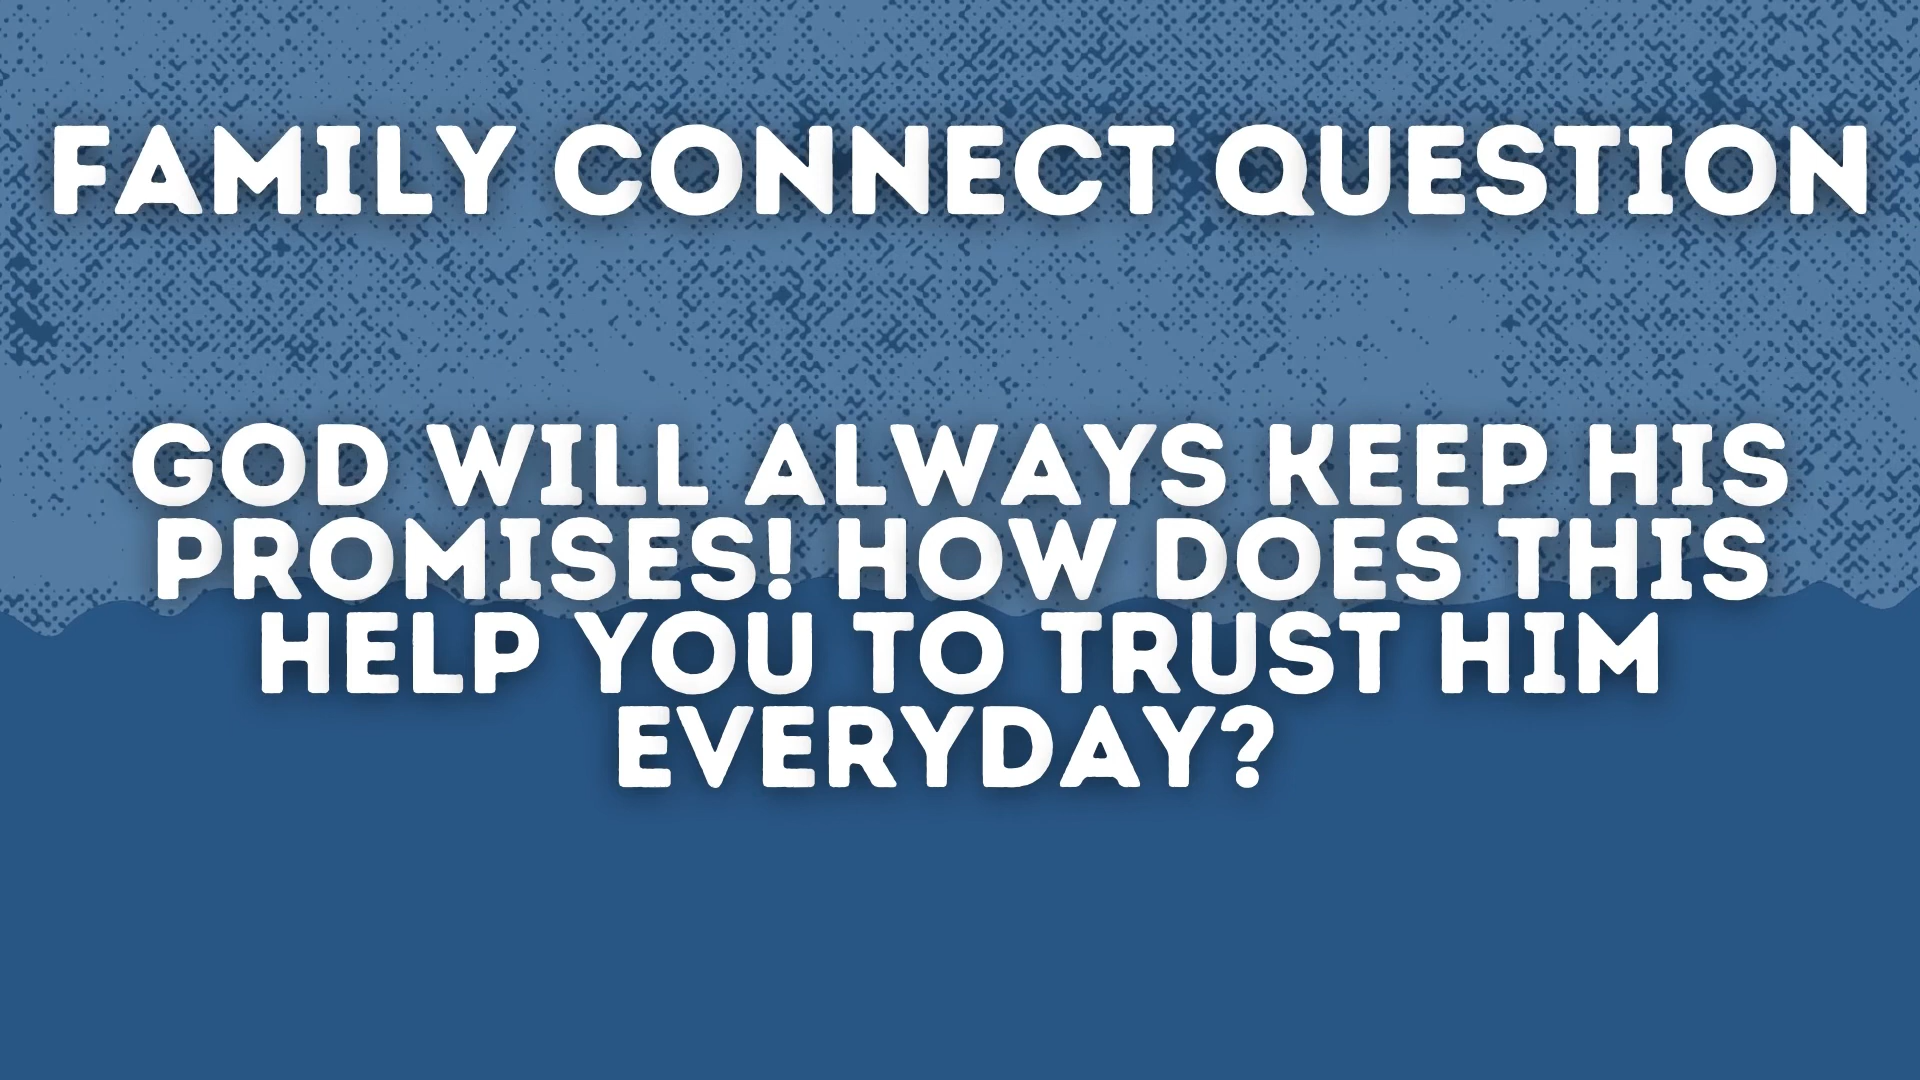 FAMILY CONNECT QUESTION
GOD WILL ALWAYS KEEP HIS
PROMISES! HOW DOES THIS
HELP YOU TO TRUST HIM
EVERYDAY?